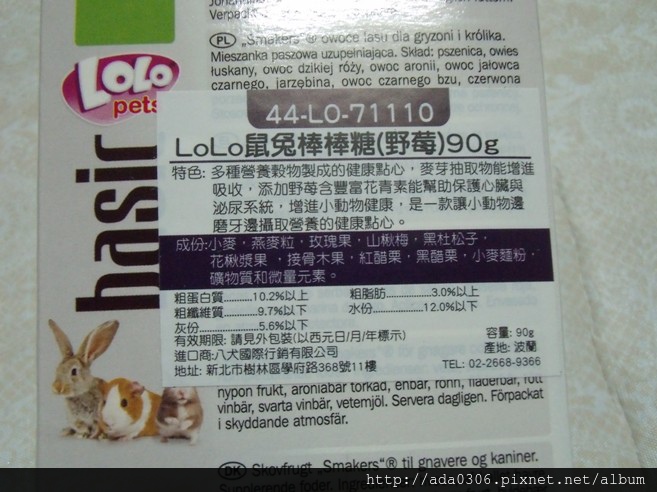 Verpack
PL „Smakers"® owoce lasu dla gryzoni i królika.
Mieszanka paszowa uzupełniająca. Skład: pszenica, owies
łuskany, owoc dzikiej róży, owoc aronii, owoc jałowca
czarnego, jarzębina, owoc czarnego bzu, czerwona
LOLO
pets
basic
44-LO-71110
LoLo鼠兔棒棒糖(野莓)90g
特色: 多種營養穀物製成的健康點心，麥芽抽取物能增進
吸收，添加野莓含豐富花青素能幫助保護心臟與
泌尿系統，增進小動物健康，是一款讓小動物邊
磨牙邊攝取營養的健康點心。
成份:小麥，燕麥粒，玫瑰果，山楸梅，黑杜松子，
花楸漿果 ，接骨木果，紅醋栗，黑醋栗，小麥麵粉，
礦物質和微量元素。
粗蛋白質...........10.2%以上 粗脂肪..................3.0%以上
粗纖維質............9.7%以下 水份....................12.0%以下
灰份...................5.6%以下
有效期限: 請見外包裝(以西元日/月/年標示) 容量: 90g
進口商:八犬國際行銷有限公司 產地: 波蘭
地址: 新北市樹林區學府路368號11樓 TEL: 02-2668-9366
nypon frukt, aroniabär torkad, enbär, rönn, fläderbär, rött
vinbär, svarta vinbär, vetemjöl. Servera dagligen. Förpackat
i skyddande atmosfär.
DK Skovfrugt „Smakers"® til gnavere og kaniner.
http://ada0306.pixnet.net/album